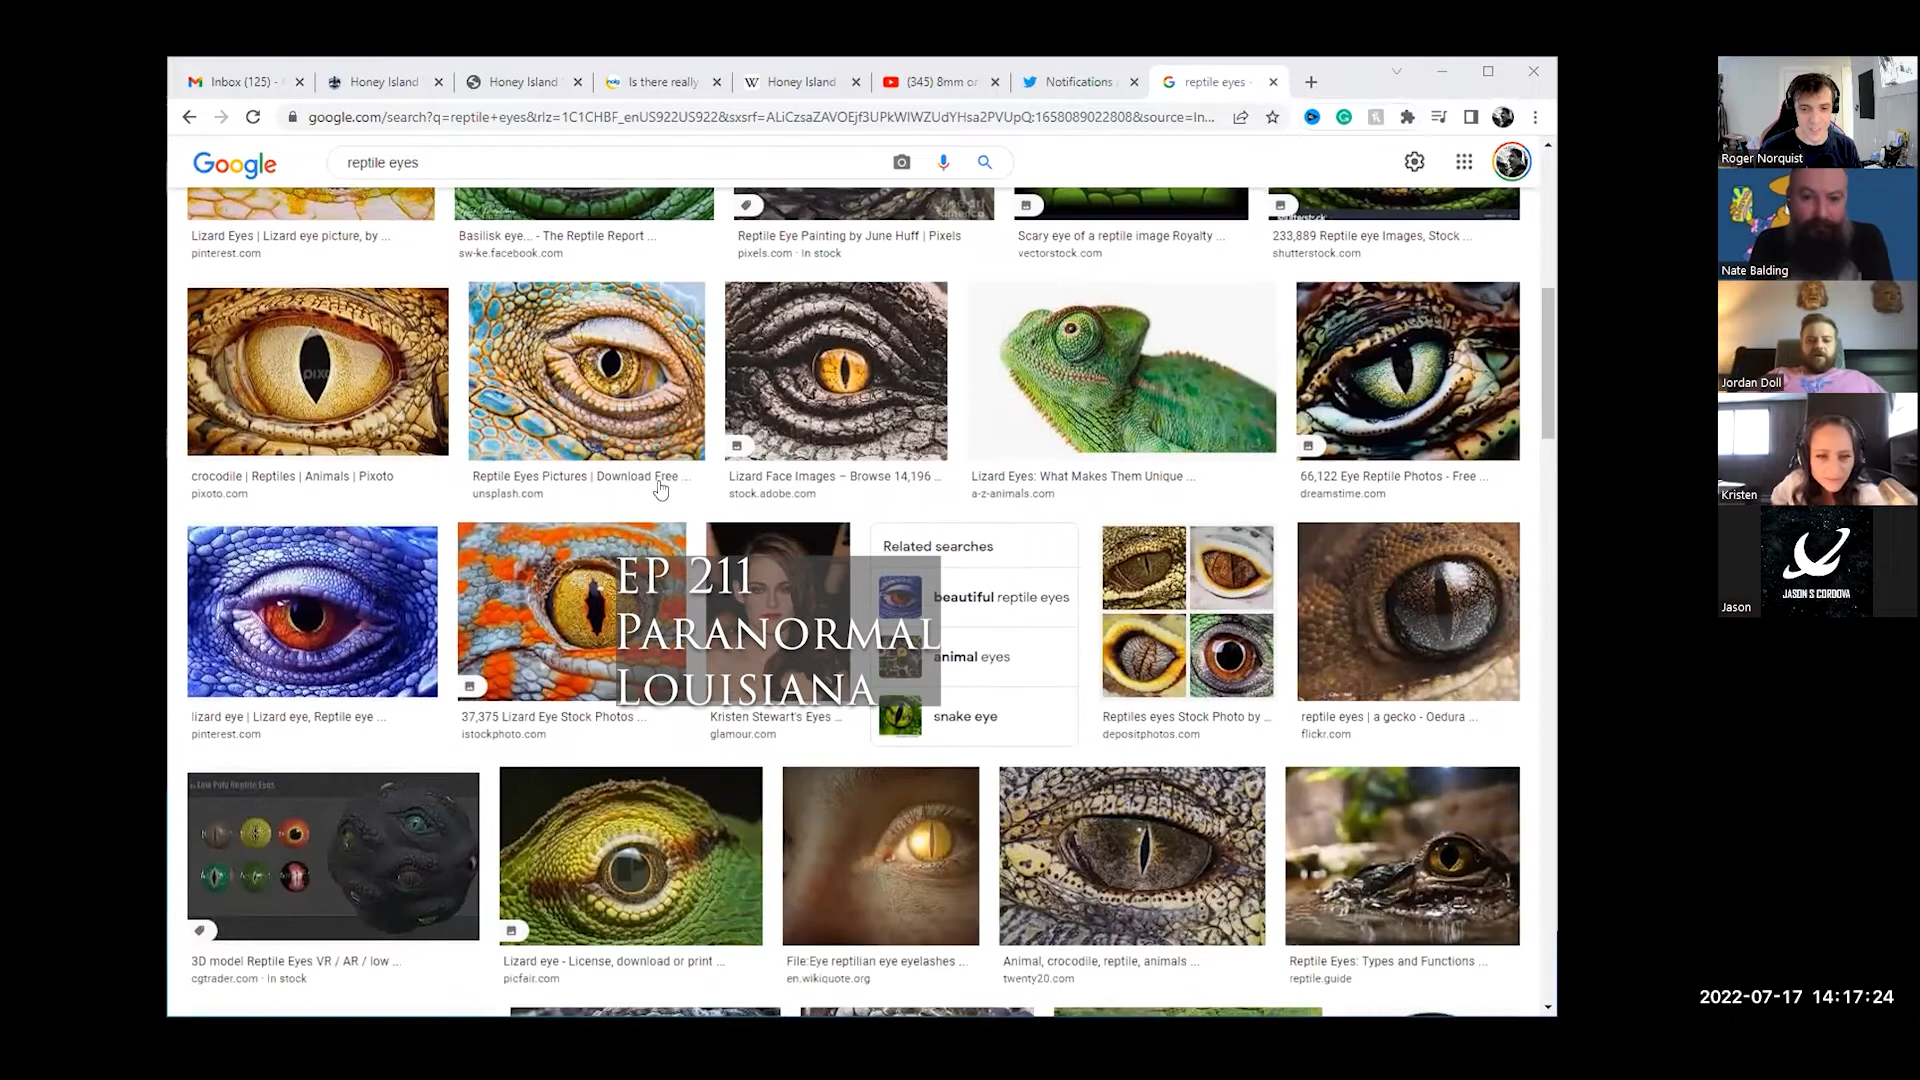 Inbox (125) -
Honey Island
Honey Island
Is there really
Honey Island
(345) 8mm or
Notifications
reptile eyes -
google.com/search?q=reptile+eyes&rlz=1C1CHBF_enUS922US922&sxsrf=ALiCzsaZAVOEjf3UPkWIWZUdYHsa2PVUpQ:1658089022808&source=ln...
Google
reptile eyes
Lizard Eyes | Lizard eye picture, by ...
pinterest.com
Basilisk eye... - The Reptile Report ...
sw-ke.facebook.com
Reptile Eye Painting by June Huff | Pixels
pixels.com · In stock
Scary eye of a reptile image Royalty ...
vectorstock.com
233,889 Reptile eye Images, Stock ...
shutterstock.com
crocodile | Reptiles | Animals | Pixoto
pixoto.com
Reptile Eyes Pictures | Download Free ...
unsplash.com
Lizard Face Images – Browse 14,196 ...
stock.adobe.com
Lizard Eyes: What Makes Them Unique ...
a-z-animals.com
66,122 Eye Reptile Photos - Free ...
dreamstime.com
EP 211
Paranormal
Louisiana
Related searches
beautiful reptile eyes
animal eyes
snake eye
lizard eye | Lizard eye, Reptile eye ...
pinterest.com
37,375 Lizard Eye Stock Photos ...
istockphoto.com
Kristen Stewart's Eyes ...
glamour.com
Reptiles eyes Stock Photo by ...
depositphotos.com
reptile eyes | a gecko - Oedura ...
flickr.com
Low Poly Reptile Eyes
3D model Reptile Eyes VR / AR / low ...
cgtrader.com · In stock
Lizard eye - License, download or print ...
picfair.com
File:Eye reptilian eye eyelashes ...
en.wikiquote.org
Animal, crocodile, reptile, animals ...
twenty20.com
Reptile Eyes: Types and Functions ...
reptile.guide
Roger Norquist
Nate Balding
Jordan Doll
Kristen
JASON S CORDOVA
Jason
2022-07-17 14:17:24